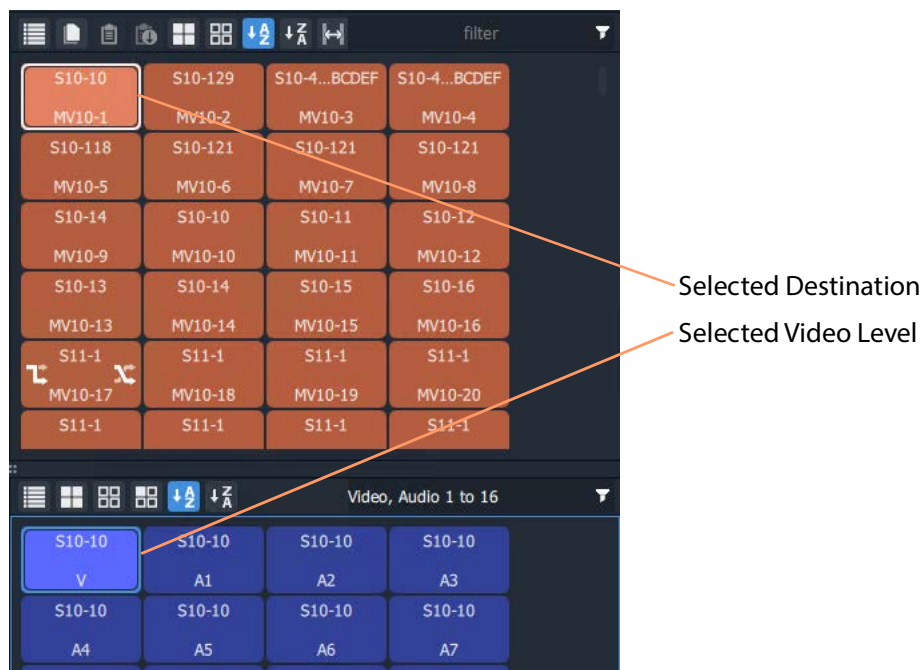 filter
S10-10 S10-129 S10-4...BCDEF S10-4...BCDEF
MV10-1 MV10-2 MV10-3 MV10-4
S10-118 S10-121 S10-121 S10-121
MV10-5 MV10-6 MV10-7 MV10-8
S10-14 S10-10 S10-11 S10-12
MV10-9 MV10-10 MV10-11 MV10-12
S10-13 S10-14 S10-15 S10-16
MV10-13 MV10-14 MV10-15 MV10-16
S11-1 S11-1 S11-1 S11-1
MV10-17 MV10-18 MV10-19 MV10-20
S11-1 S11-1 S11-1 S11-1
Selected Destination
Selected Video Level
Video, Audio 1 to 16
S10-10 S10-10 S10-10 S10-10
V A1 A2 A3
S10-10 S10-10 S10-10 S10-10
A4 A5 A6 A7